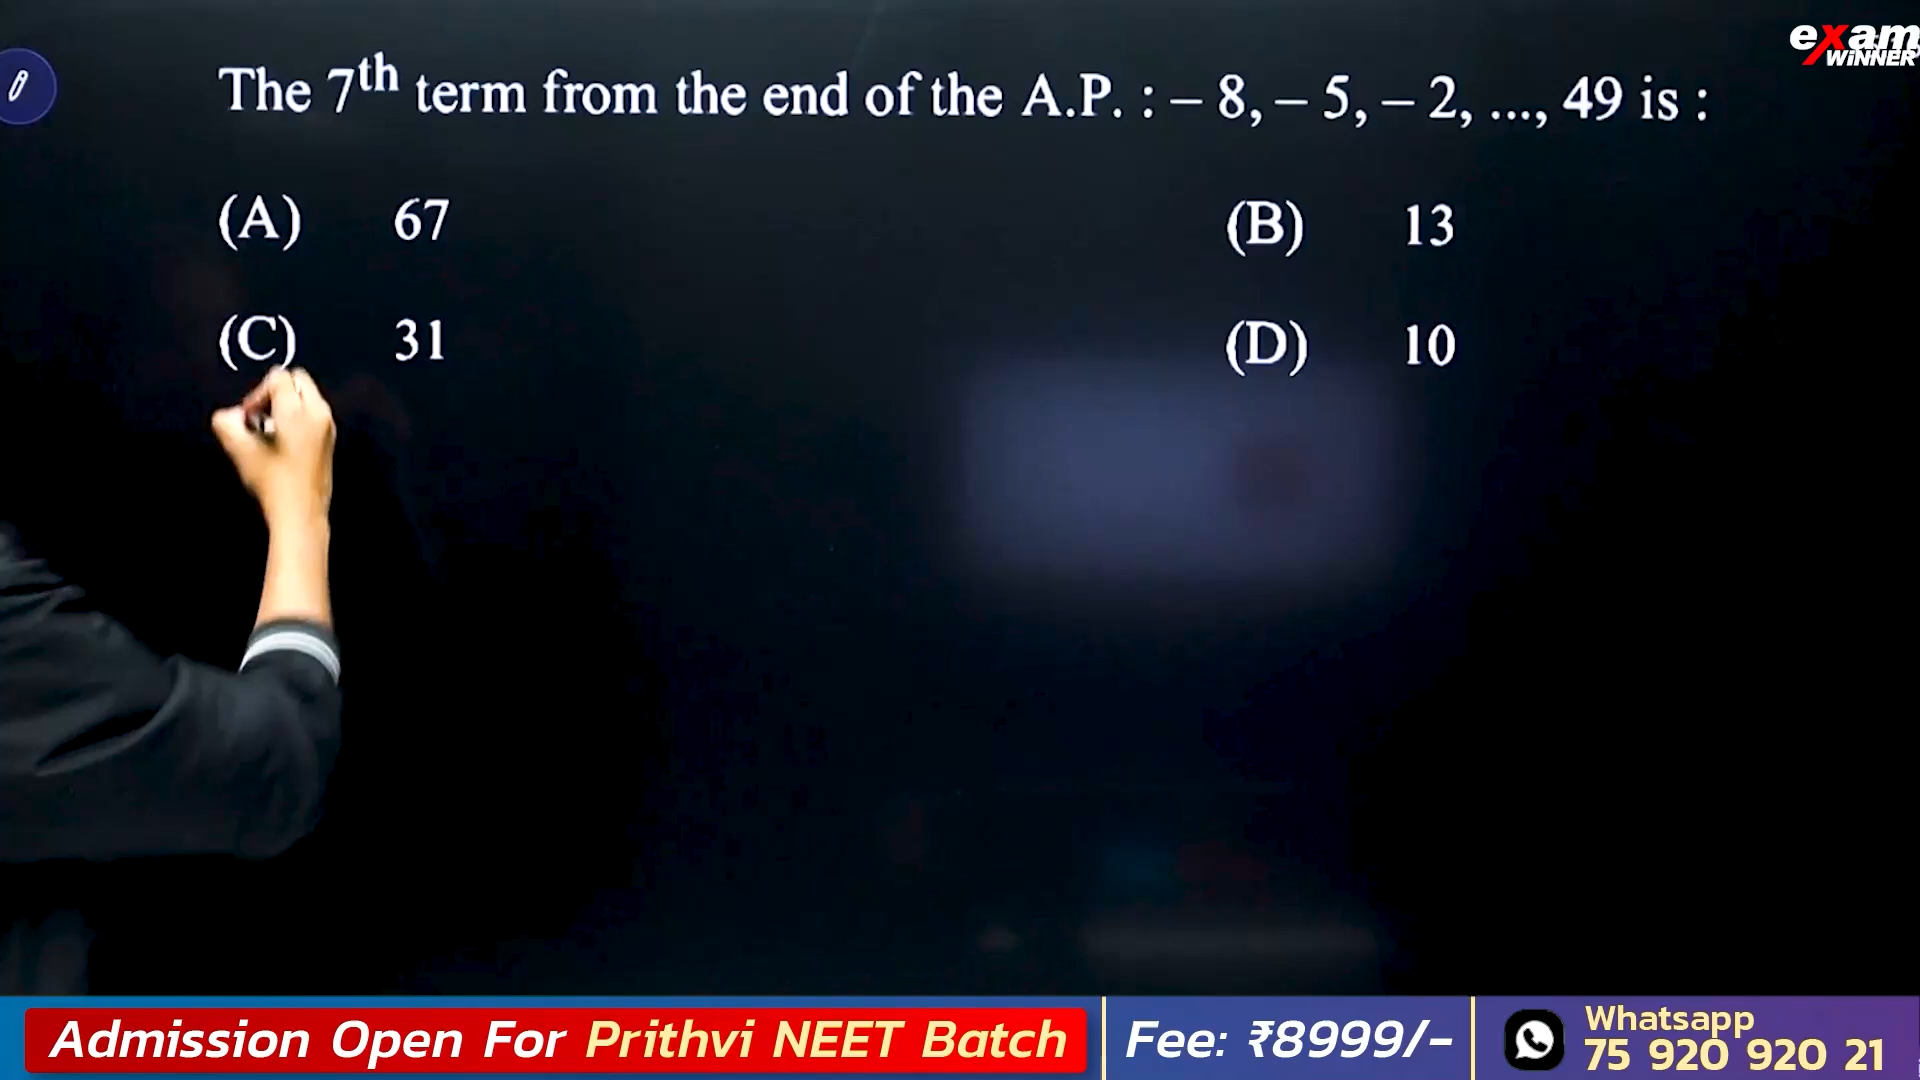 exam
WiNNER
The 7th term from the end of the A.P. : – 8, – 5, – 2, ..., 49 is :
(A) 67 (B) 13
(C) 31 (D) 10
Admission Open For Prithvi NEET Batch Fee: ₹8999/- Whatsapp
75 920 920 21